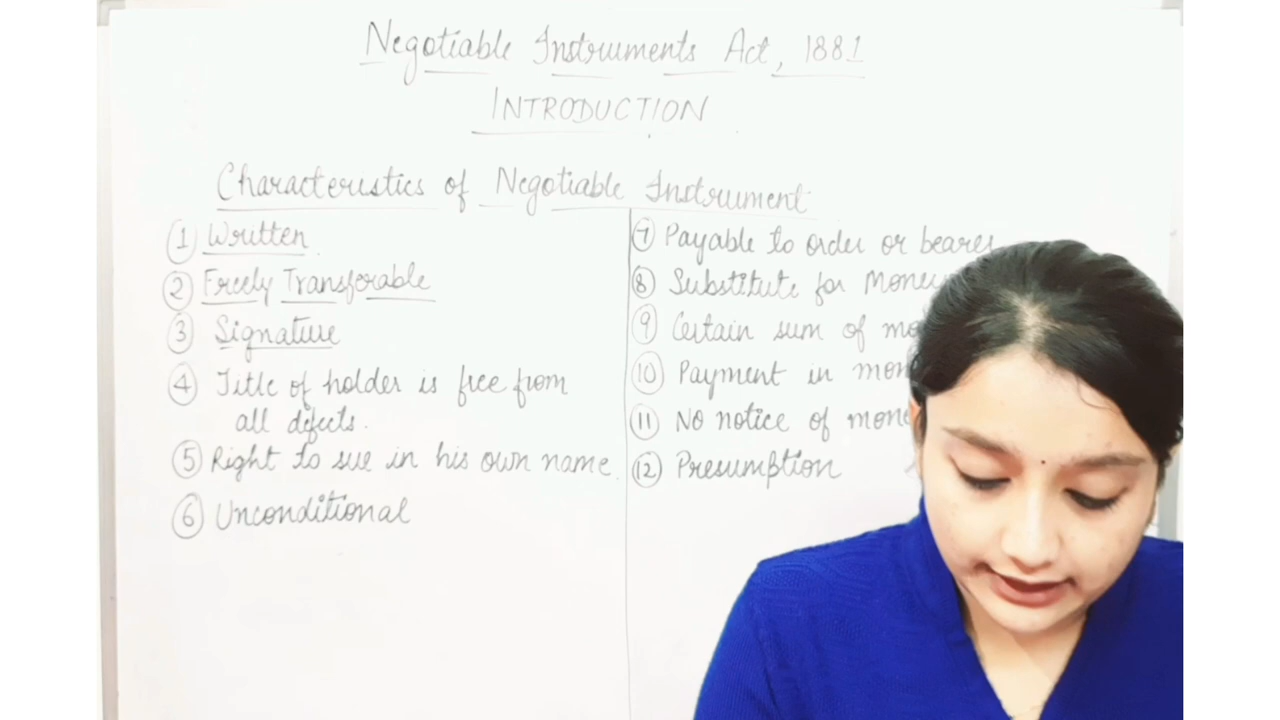 Negotiable Instruments Act, 1881
INTRODUCTION
Characteristics of Negotiable Instrument
① Written
② Freely Transferable
③ Signature
④ Title of holder is free from
all defects.
⑤ Right to sue in his own name
⑥ Unconditional
⑦ Payable to order or bearer
⑧ Substitute for Money
⑨ Certain sum of
⑩ Payment in
⑪ No notice of
⑫ Presumption